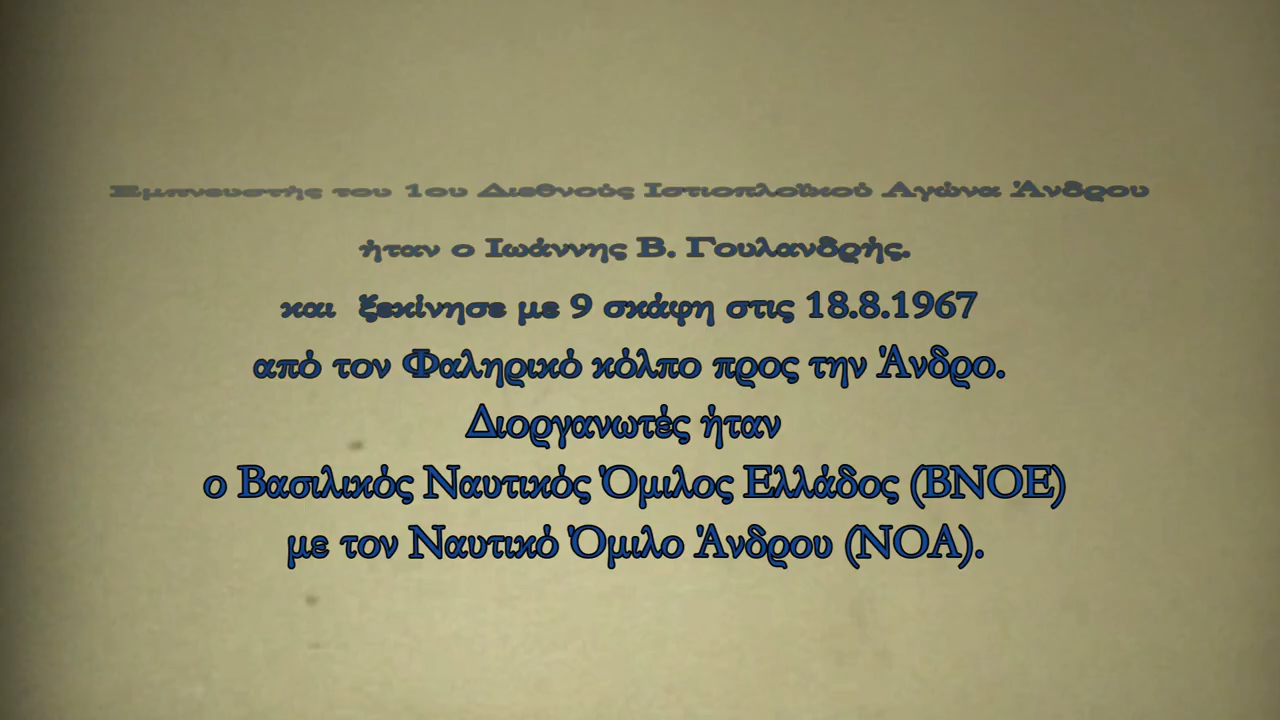 Εμπνευστής του 1ου Διεθνούς Ιστιοπλοϊκού Αγώνα Άνδρου
ήταν ο Ιωάννης Β. Γουλανδρής.
και ξεκίνησε με 9 σκάφη στις 18.8.1967
από τον Φαληρικό κόλπο προς την Άνδρο.
Διοργανωτές ήταν
ο Βασιλικός Ναυτικός Όμιλος Ελλάδος (ΒΝΟΕ)
με τον Ναυτικό Όμιλο Άνδρου (ΝΟΑ).